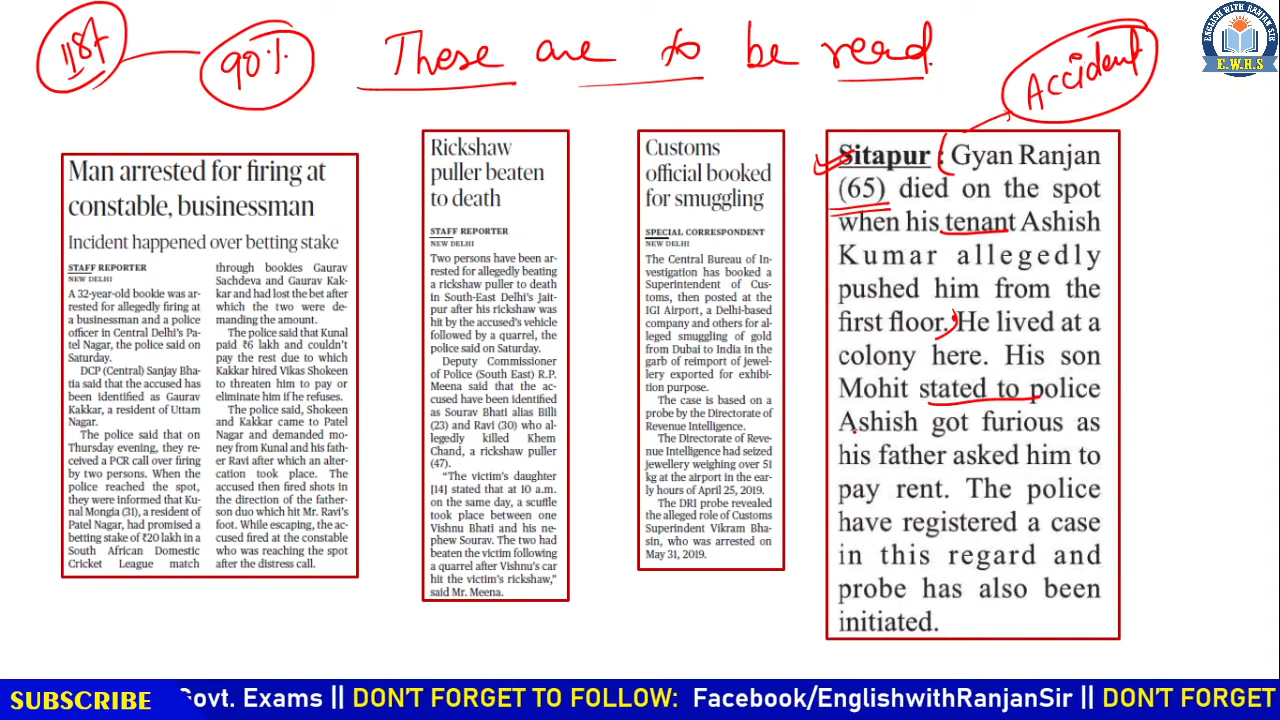 118t
90%
These are to be read
Accident
ENGLISH WITH RANJAN SIR
E.W.R.S
Man arrested for firing at
constable, businessman
Incident happened over betting stake
STAFF REPORTER
NEW DELHI
A 32-year-old bookie was ar-
rested for allegedly firing at
a businessman and a police
officer in Central Delhi's Pa-
tel Nagar, the police said on
Saturday.
DCP (Central) Sanjay Bha-
tia said that the accused has
been identified as Gaurav
Kakkar, a resident of Uttam
Nagar.
The police said that on
Thursday evening, they re-
ceived a PCR call over firing
by two persons. When the
police reached the spot,
they were informed that Ku-
nal Mongia (31), a resident of
Patel Nagar, had promised a
betting stake of ₹20 lakh in a
South African Domestic
Cricket League match
through bookies Gaurav
Sachdeva and Gaurav Kak-
kar and had lost the bet after
which the two were de-
manding the amount.
The police said that Kunal
paid ₹6 lakh and couldn't
pay the rest due to which
Kakkar hired Vikas Shokeen
to threaten him to pay or
eliminate him if he refuses.
The police said, Shokeen
and Kakkar came to Patel
Nagar and demanded mo-
ney from Kunal and his fath-
er Ravi after which an alter-
cation took place. The
accused then fired shots in
the direction of the father-
son duo which hit Mr. Ravi's
foot. While escaping, the ac-
cused fired at the constable
who was reaching the spot
after the distress call.
Rickshaw
puller beaten
to death
STAFF REPORTER
NEW DELHI
Two persons have been ar-
rested for allegedly beating
a rickshaw puller to death
in South-East Delhi's Jait-
pur after his rickshaw was
hit by the accused's vehicle
followed by a quarrel, the
police said on Saturday.
Deputy Commissioner
of Police (South East) R.P.
Meena said that the ac-
cused have been identified
as Sourav Bhati alias Billi
(23) and Ravi (30) who al-
legedly killed Khem
Chand, a rickshaw puller
(47).
"The victim's daughter
[14] stated that at 10 a.m.
on the same day, a scuffle
took place between one
Vishnu Bhati and his ne-
phew Sourav. The two had
beaten the victim following
a quarrel after Vishnu's car
hit the victim's rickshaw,"
said Mr. Meena.
Customs
official booked
for smuggling
SPECIAL CORRESPONDENT
NEW DELHI
The Central Bureau of In-
vestigation has booked a
Superintendent of Cus-
toms, then posted at the
IGI Airport, a Delhi-based
company and others for al-
leged smuggling of gold
from Dubai to India in the
garb of reimport of jewel-
lery exported for exhibi-
tion purpose.
The case is based on a
probe by the Directorate of
Revenue Intelligence.
The Directorate of Reve-
nue Intelligence had seized
jewellery weighing over 51
kg at the airport in the ear-
ly hours of April 25, 2019.
The DRI probe revealed
the alleged role of Customs
Superindent Vikram Bha-
sin, who was arrested on
May 31, 2019.
Sitapur : Gyan Ranjan
(65) died on the spot
when his tenant Ashish
Kumar allegedly
pushed him from the
first floor. He lived at a
colony here. His son
Mohit stated to police
Ashish got furious as
his father asked him to
pay rent. The police
have registered a case
in this regard and
probe has also been
initiated.
SUBSCRIBE
Govt. Exams || DON'T FORGET TO FOLLOW: Facebook/EnglishwithRanjanSir || DON'T FORGET